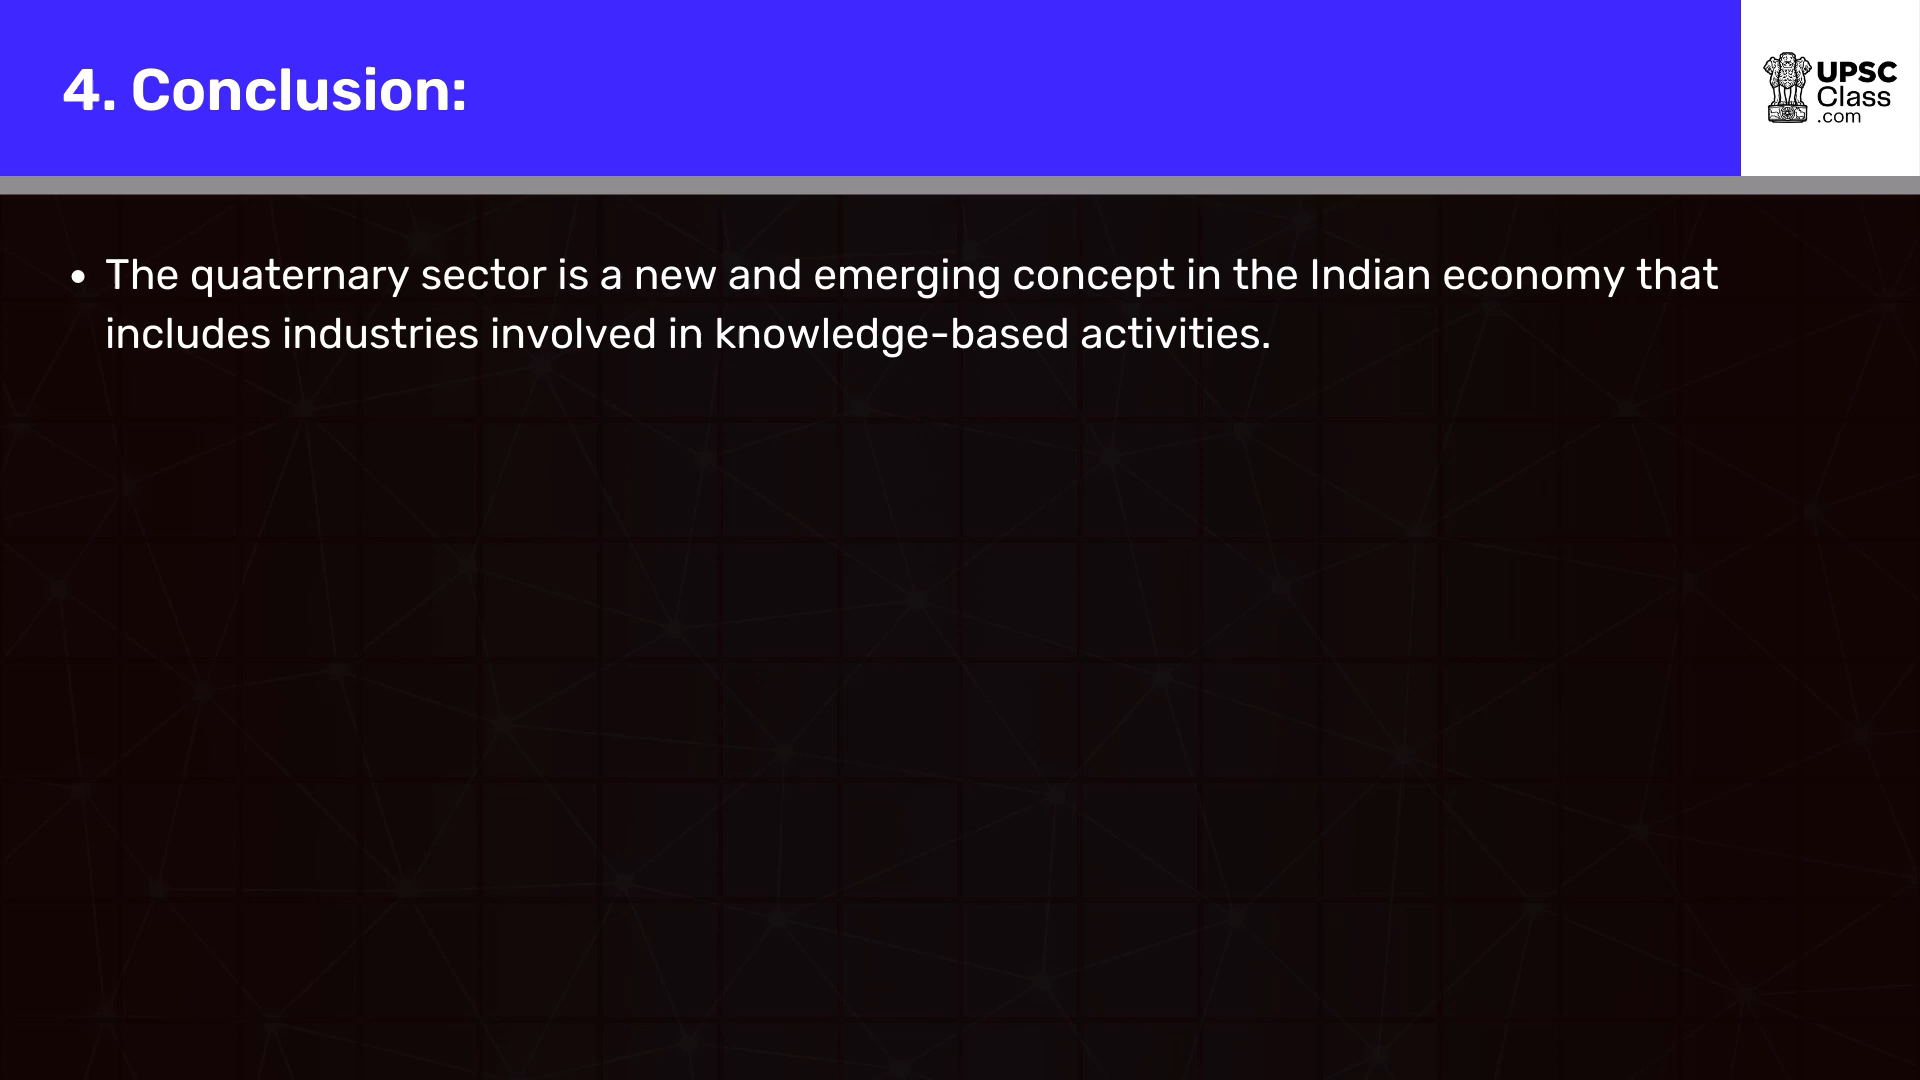 4. Conclusion:
UPSC
Class
.com
• The quaternary sector is a new and emerging concept in the Indian economy that
includes industries involved in knowledge-based activities.